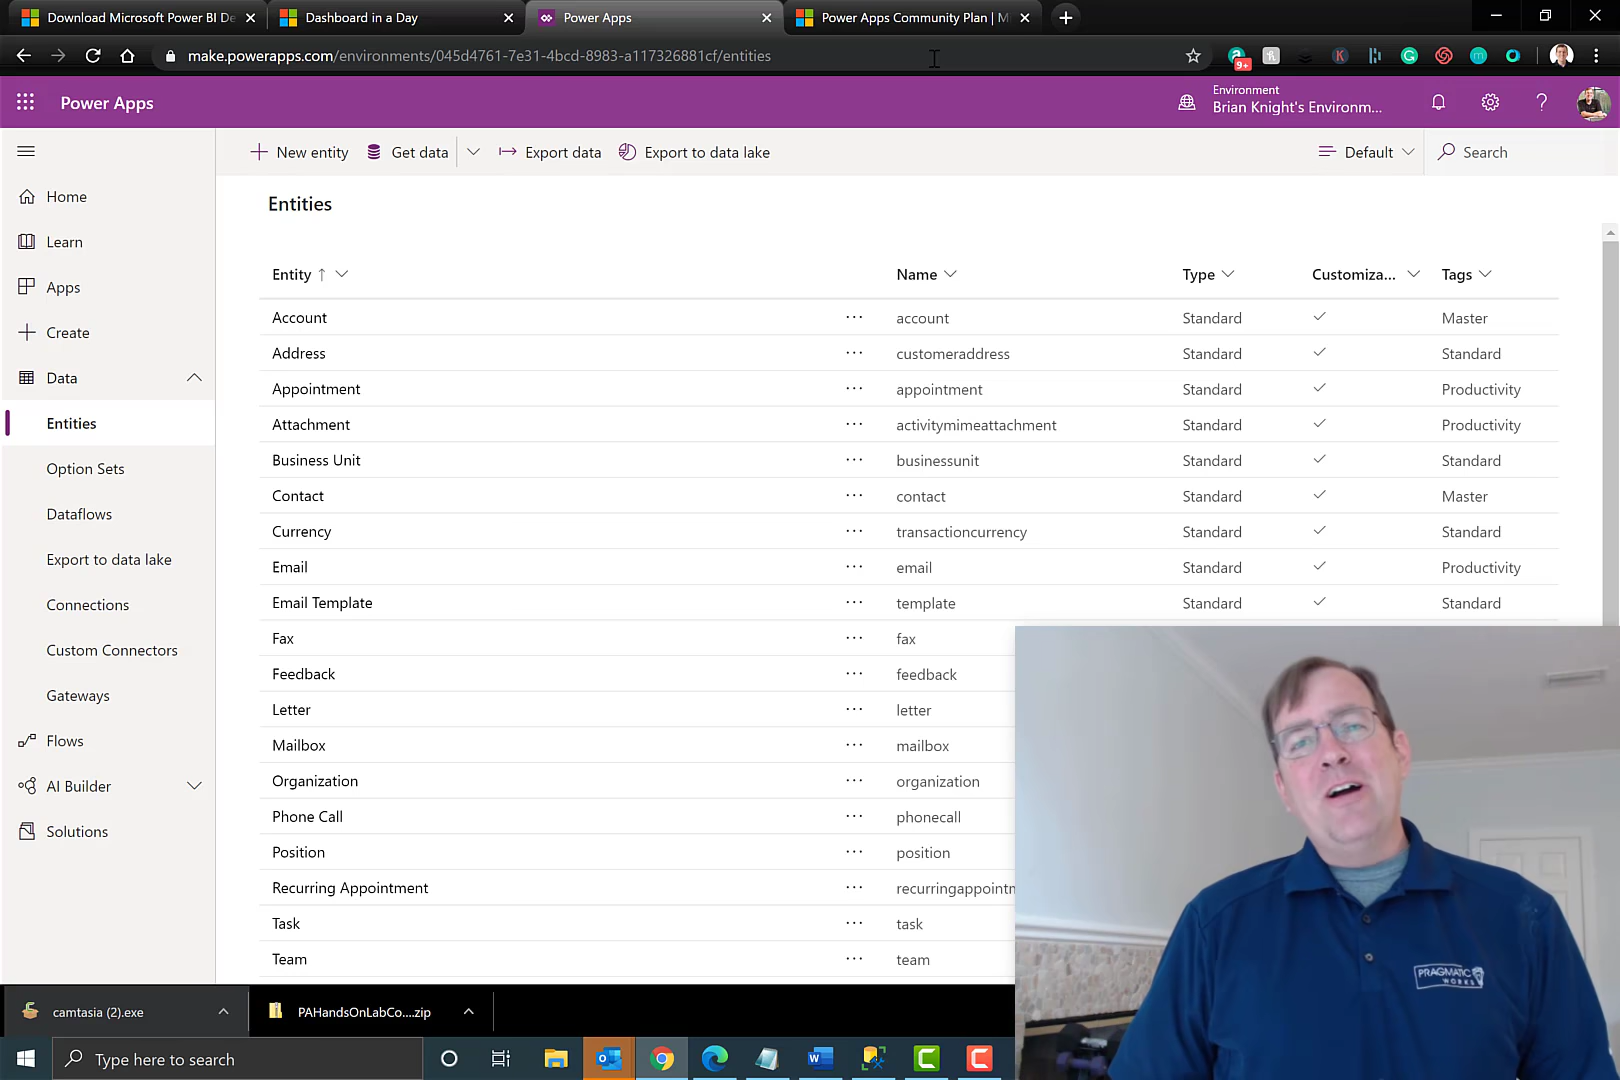 Download Microsoft Power BI De
Dashboard in a Day
Power Apps
Power Apps Community Plan | M
make.powerapps.com/environments/045d4761-7e31-4bcd-8983-a117326881cf/entities
9+
Power Apps
Environment
Brian Knight's Environm...
New entity
Get data
Export data
Export to data lake
Default
Search
Home
Learn
Apps
Create
Data
Entities
Option Sets
Dataflows
Export to data lake
Connections
Custom Connectors
Gateways
Flows
AI Builder
Solutions
Entities
Entity ↑ Name Type Customiza... Tags
Account ··· account Standard ✓ Master
Address ··· customeraddress Standard ✓ Standard
Appointment ··· appointment Standard ✓ Productivity
Attachment ··· activitymimeattachment Standard ✓ Productivity
Business Unit ··· businessunit Standard ✓ Standard
Contact ··· contact Standard ✓ Master
Currency ··· transactioncurrency Standard ✓ Standard
Email ··· email Standard ✓ Productivity
Email Template ··· template Standard ✓ Standard
Fax ··· fax
Feedback ··· feedback
Letter ··· letter
Mailbox ··· mailbox
Organization ··· organization
Phone Call ··· phonecall
Position ··· position
Recurring Appointment ··· recurringappointm
Task ··· task
Team ··· team
PRAGMATIC
WORKS
camtasia (2).exe
PAHandsOnLabCo....zip
Type here to search